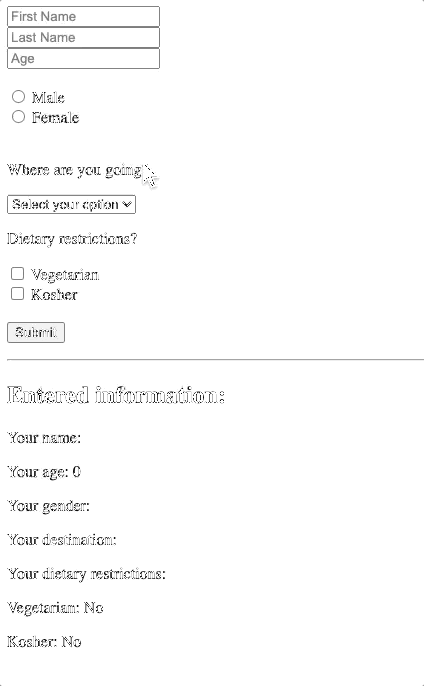 First Name
Last Name
Age
Male
Female
Where are you going
Select your option
Dietary restrictions?
Vegetarian
Kosher
Submit
Entered information:
Your name:
Your age: 0
Your gender:
Your destination:
Your dietary restrictions:
Vegetarian: No
Kosher: No